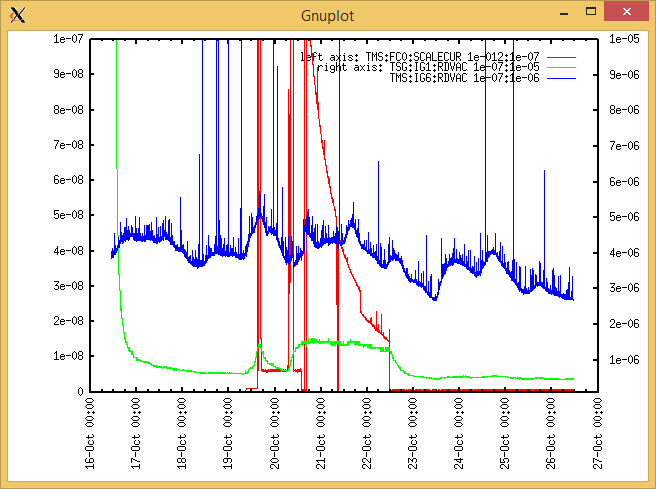 Gnuplot
left axis: TMS:FC0:SCALECUR 1e-012:1e-07
right axis: TSG:IG1:RDVAC 1e-07:1e-05
TMS:IG6:RDVAC 1e-07:1e-06
1e-07
9e-08
8e-08
7e-08
6e-08
5e-08
4e-08
3e-08
2e-08
1e-08
0
1e-05
9e-06
8e-06
7e-06
6e-06
5e-06
4e-06
3e-06
2e-06
1e-06
16-Oct 00:00
17-Oct 00:00
18-Oct 00:00
19-Oct 00:00
20-Oct 00:00
21-Oct 00:00
22-Oct 00:00
23-Oct 00:00
24-Oct 00:00
25-Oct 00:00
26-Oct 00:00
27-Oct 00:00